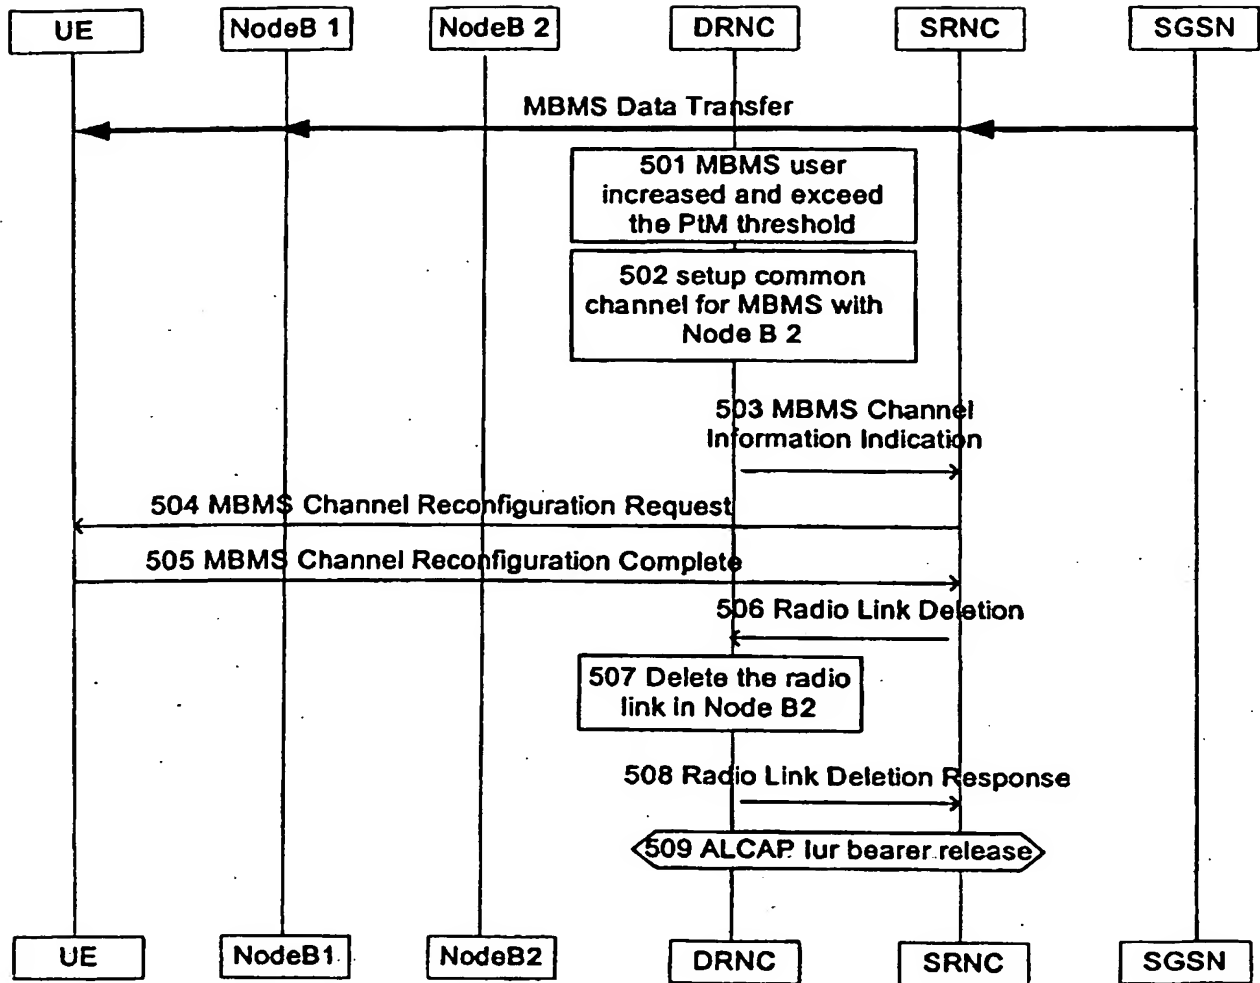 UE NodeB 1 NodeB 2 DRNC SRNC SGSN
MBMS Data Transfer
501 MBMS user
increased and exceed
the PtM threshold
502 setup common
channel for MBMS with
Node B 2
503 MBMS Channel
Information Indication
504 MBMS Channel Reconfiguration Request
505 MBMS Channel Reconfiguration Complete
506 Radio Link Deletion
507 Delete the radio
link in Node B2
508 Radio Link Deletion Response
509 ALCAP Iur bearer release
UE NodeB1 NodeB2 DRNC SRNC SGSN